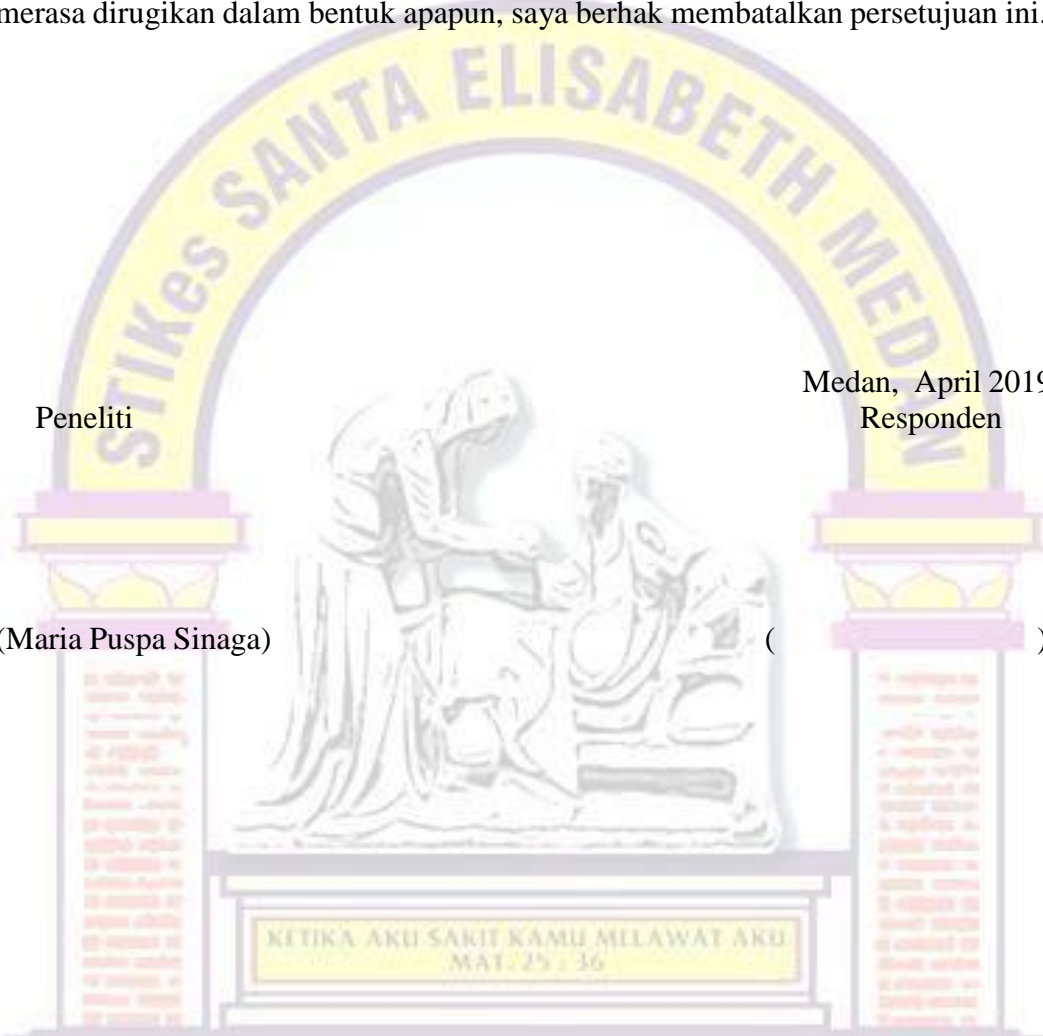 merasa dirugikan dalam bentuk apapun, saya berhak membatalkan persetujuan ini.
STIKes SANTA ELISABETH MEDAN
Medan, April 2019
Peneliti Responden
(Maria Puspa Sinaga) ( )
KETIKA AKU SAKIT KAMU MELAWAT AKU
MAT. 25 : 36